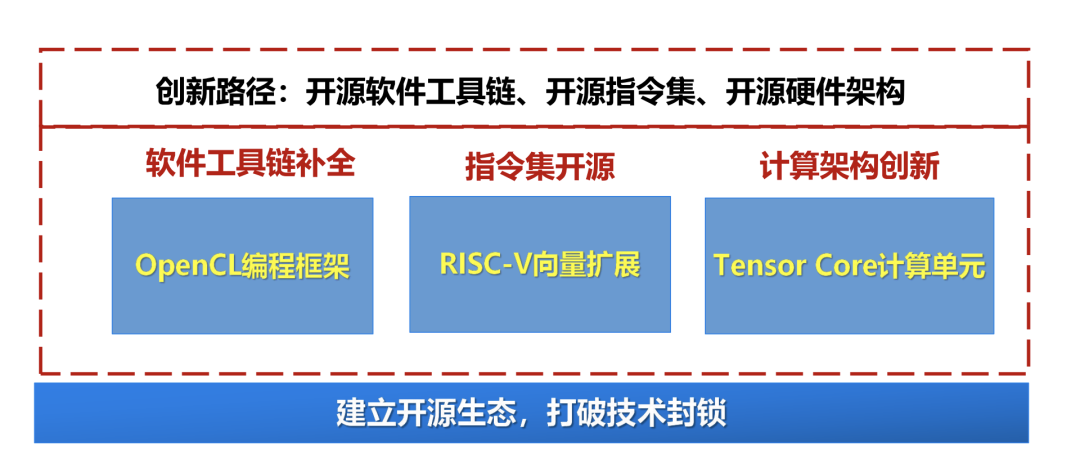 创新路径：开源软件工具链、开源指令集、开源硬件架构
软件工具链补全
指令集开源
计算架构创新
OpenCL编程框架
RISC-V向量扩展
Tensor Core计算单元
建立开源生态，打破技术封锁